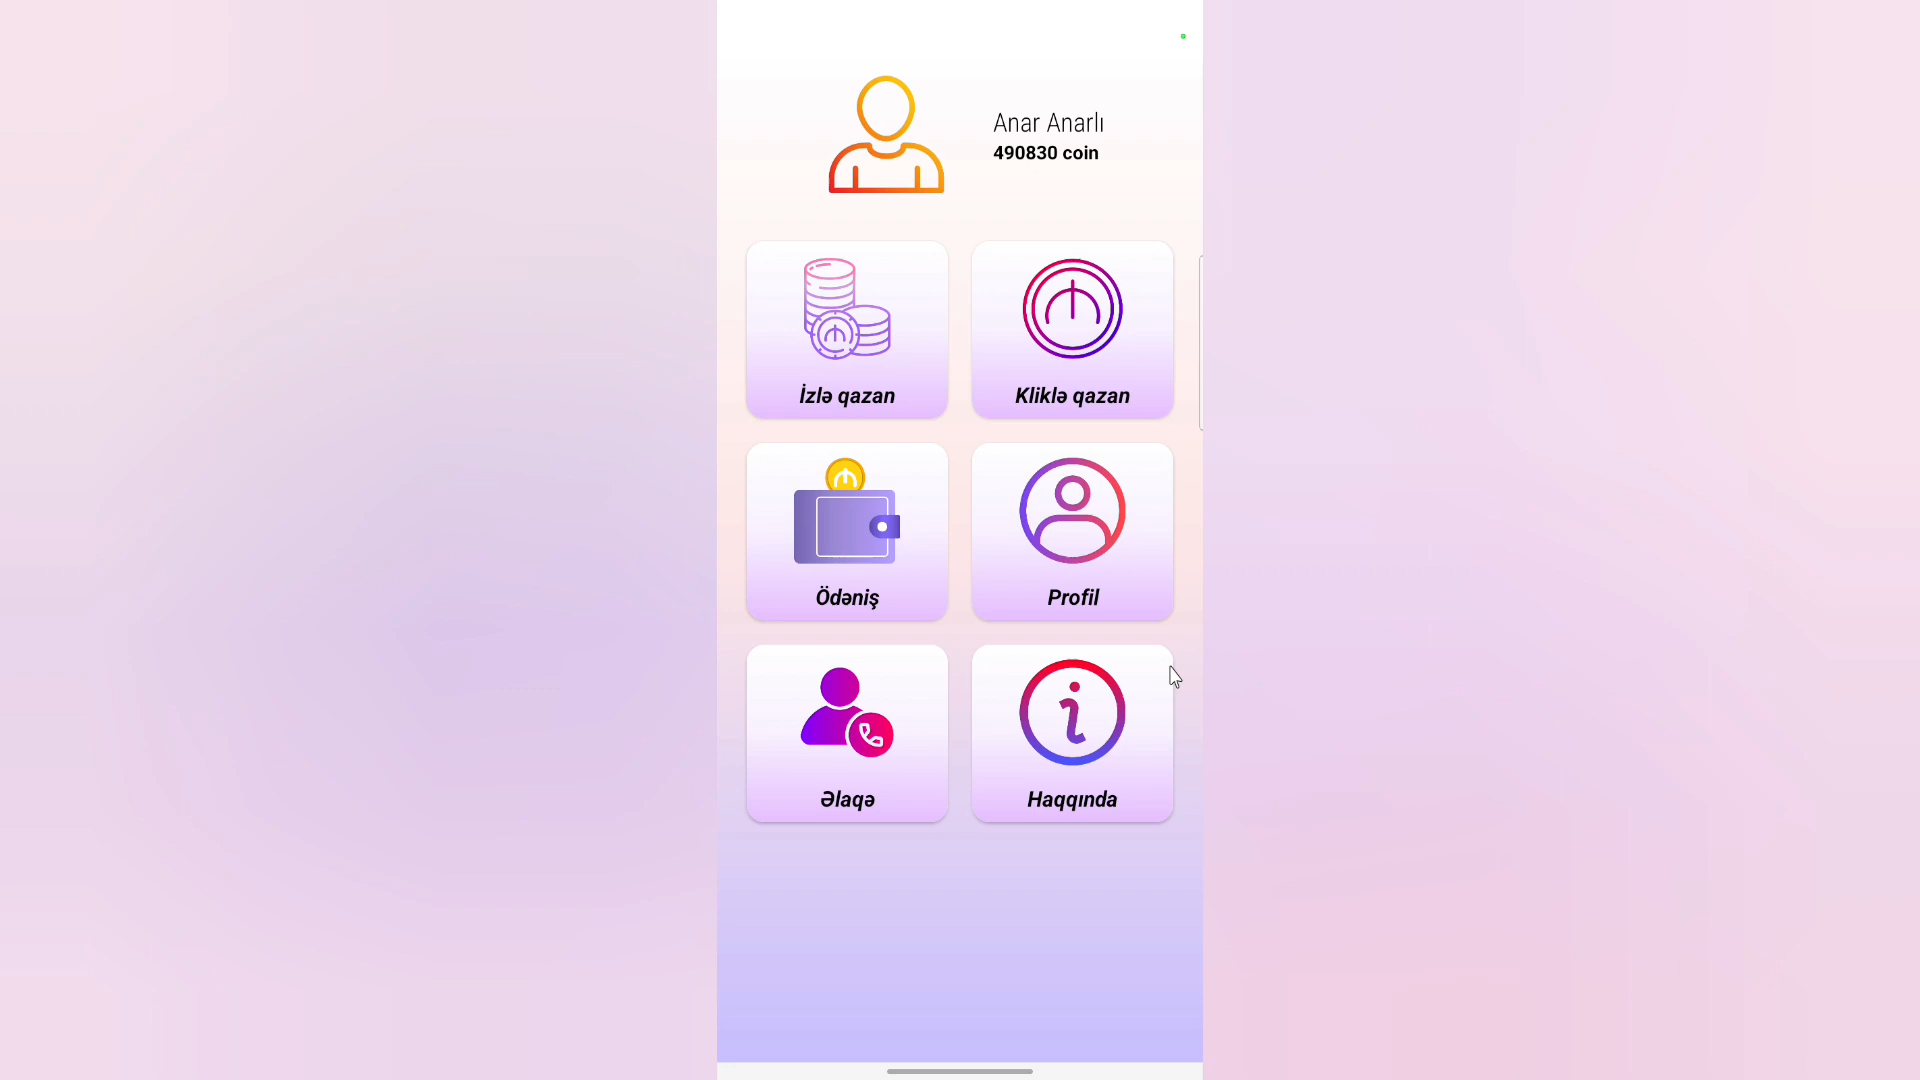 Anar Anarlı
490830 coin
İzlə qazan
Kliklə qazan
Ödəniş
Profil
Əlaqə
Haqqında